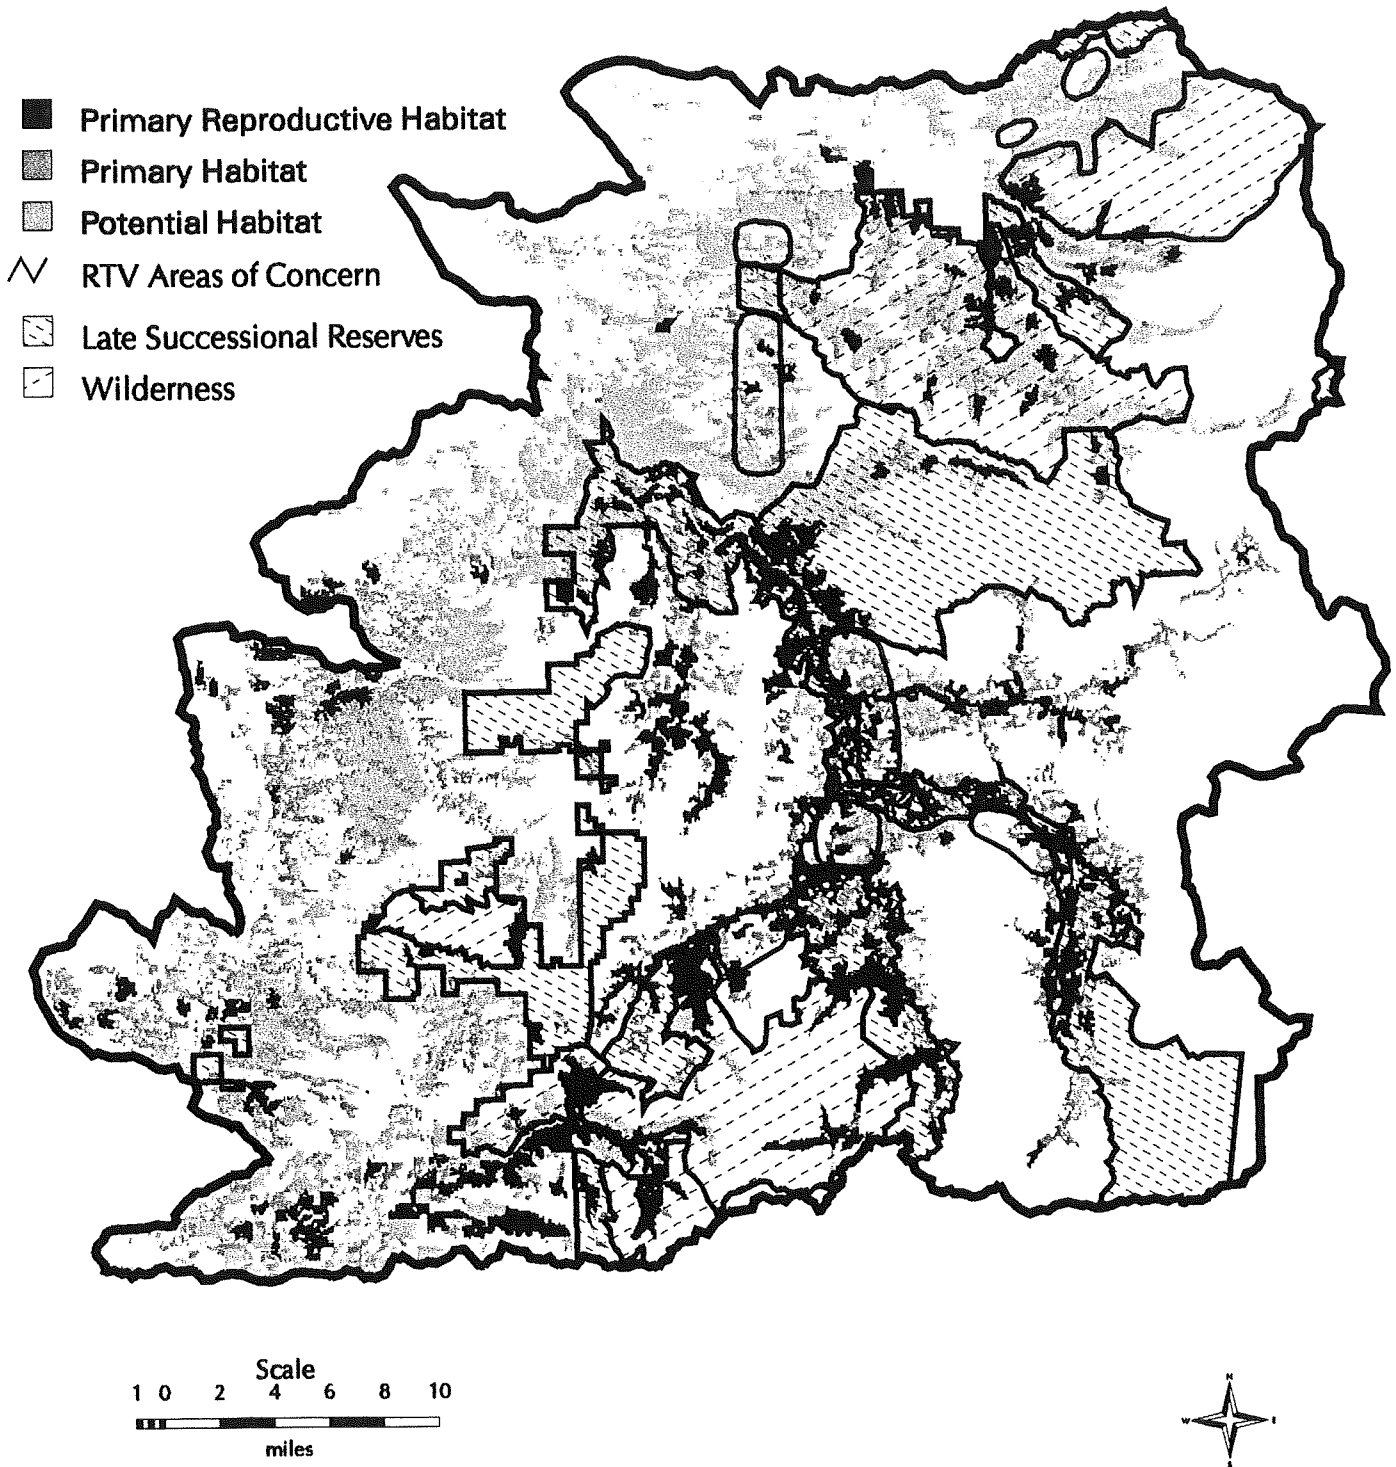 Primary Reproductive Habitat
Primary Habitat
Potential Habitat
RTV Areas of Concern
Late Successional Reserves
Wilderness
Scale
1 0 2 4 6 8 10
miles
N
W